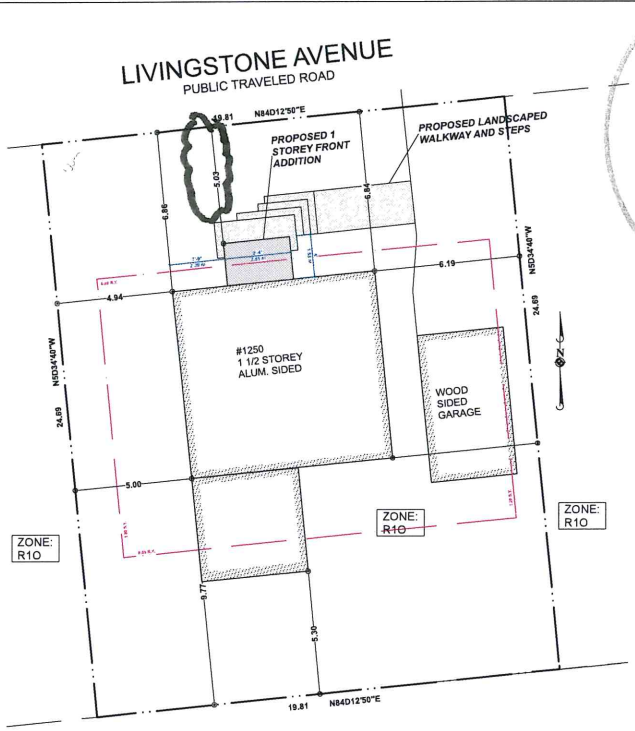 LIVINGSTONE AVENUE
PUBLIC TRAVELED ROAD
19.81 N84D12'50"E
PROPOSED 1
STOREY FRONT
ADDITION
PROPOSED LANDSCAPED
WALKWAY AND STEPS
5.03
6.86
6.84
6.19
4.94
N5D34'40"W
24.69
N5D34'40"W
24.69
#1250
1 1/2 STOREY
ALUM. SIDED
WOOD
SIDED
GARAGE
N
5.00
ZONE:
R1O
ZONE:
R1O
ZONE:
R1O
9.77
5.30
19.81 N84D12'50"E